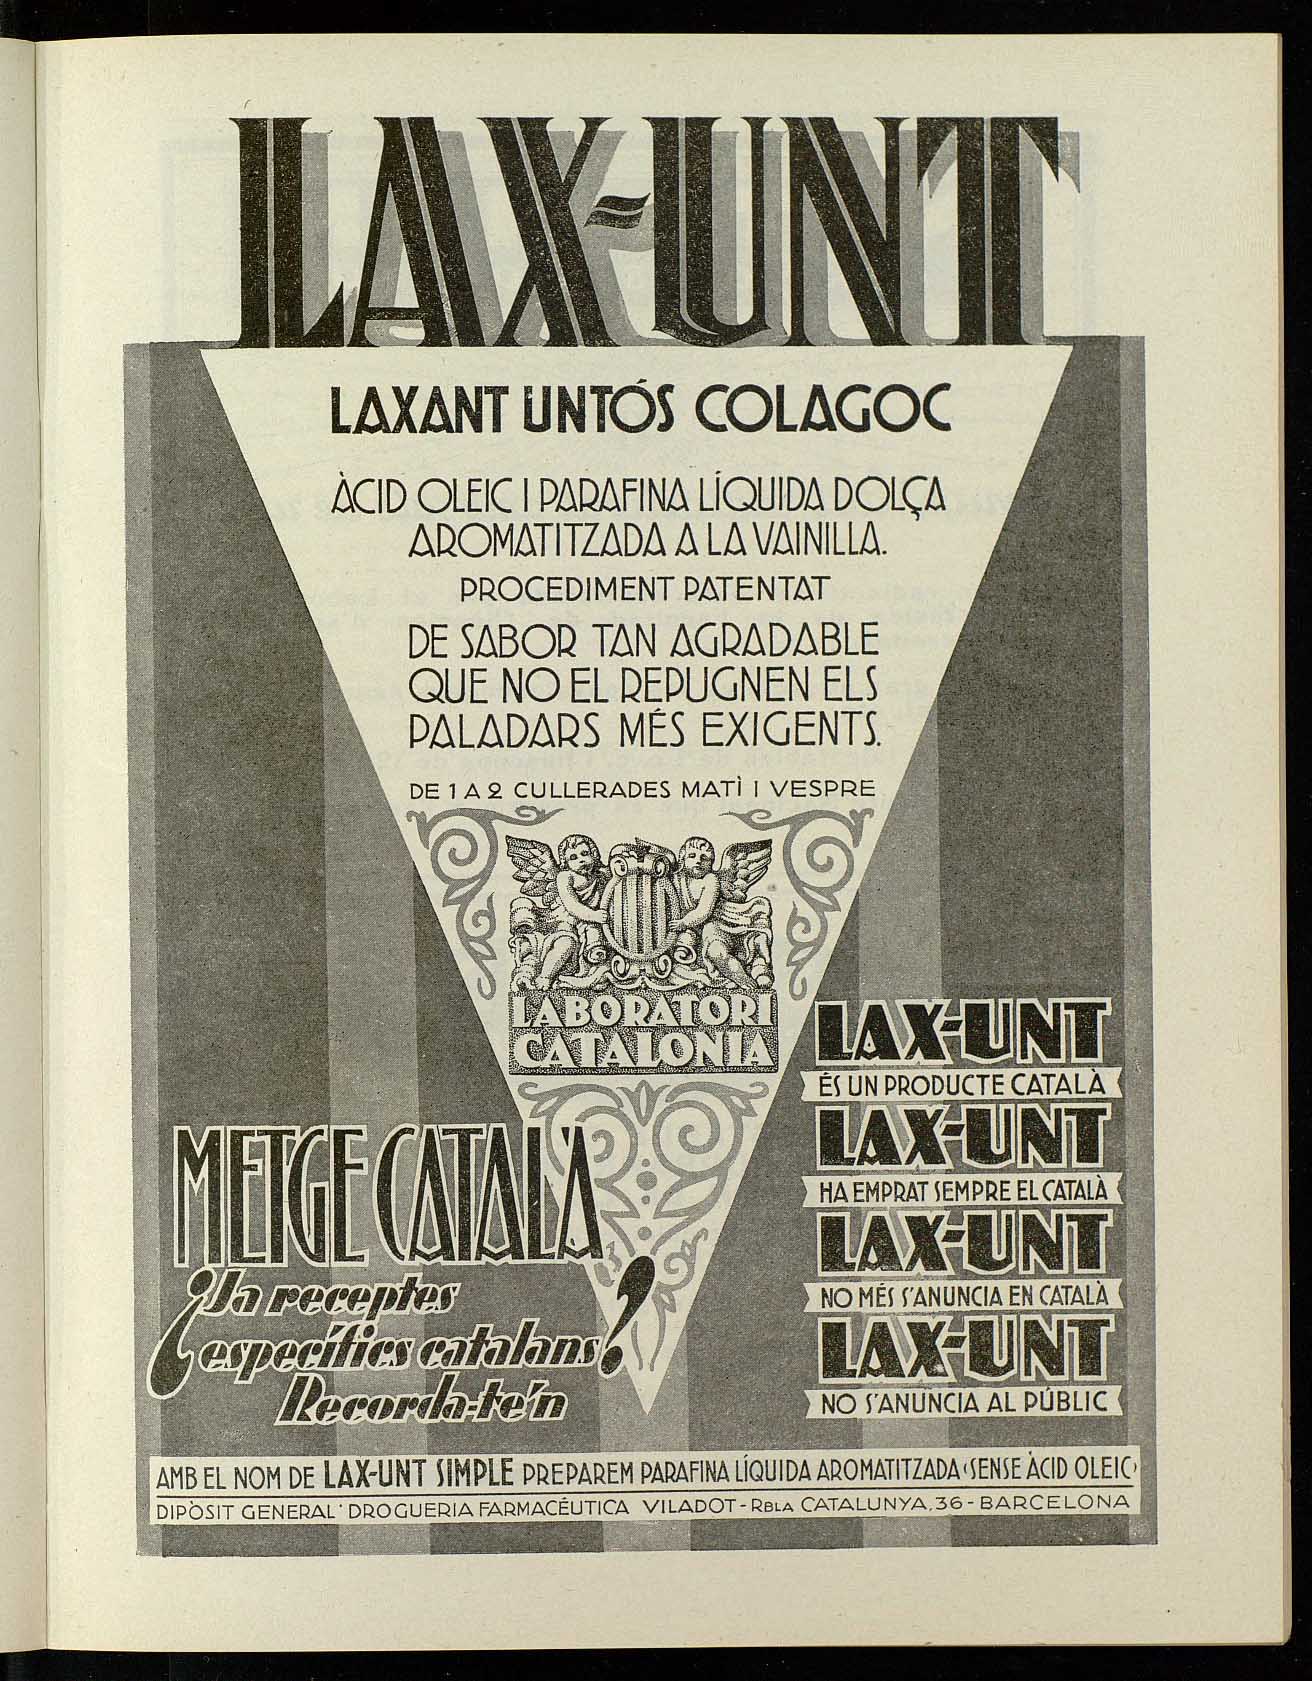 LAX-UNT
LAXANT UNTÓS COLAGOC
ÀCID OLEIC I PARAFINA LÍQUIDA DOLÇA
AROMATITZADA A LA VAINILLA.
PROCEDIMENT PATENTAT
DE SABOR TAN AGRADABLE
QUE NO EL REPUGNEN ELS
PALADARS MÉS EXIGENTS.
DE 1 A 2 CULLERADES MATÌ I VESPRE
LABORATORI
CATALONIA
METGE CATALÀ
¿Ja receptes
específics catalans?
Recorda-te'n
LAX-UNT
ÉS UN PRODUCTE CATALÀ
LAX-UNT
HA EMPRAT SEMPRE EL CATALÀ
LAX-UNT
NO MÉS S'ANUNCIA EN CATALÀ
LAX-UNT
NO S'ANUNCIA AL PÚBLIC
AMB EL NOM DE LAX-UNT SIMPLE PREPAREM PARAFINA LÍQUIDA AROMATITZADA (SENSE ÀCID OLEIC)
DIPÒSIT GENERAL· DROGUERIA FARMACÉUTICA VILADOT - RBLA CATALUNYA, 36 - BARCELONA